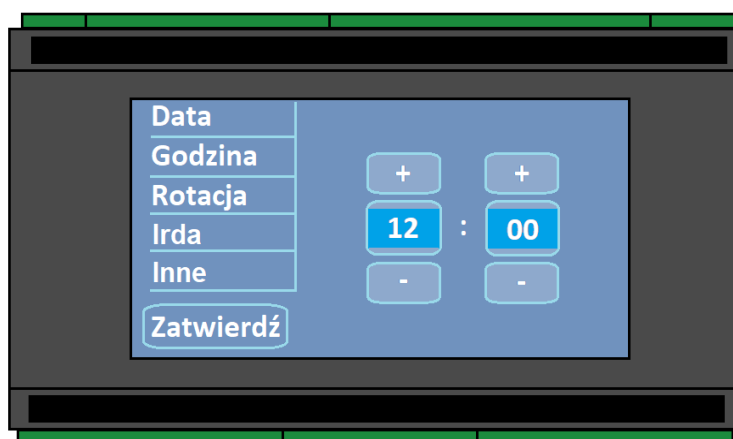 Data
Godzina
Rotacja
Irda
Inne
Zatwierdź
+ +
12 : 00
- -